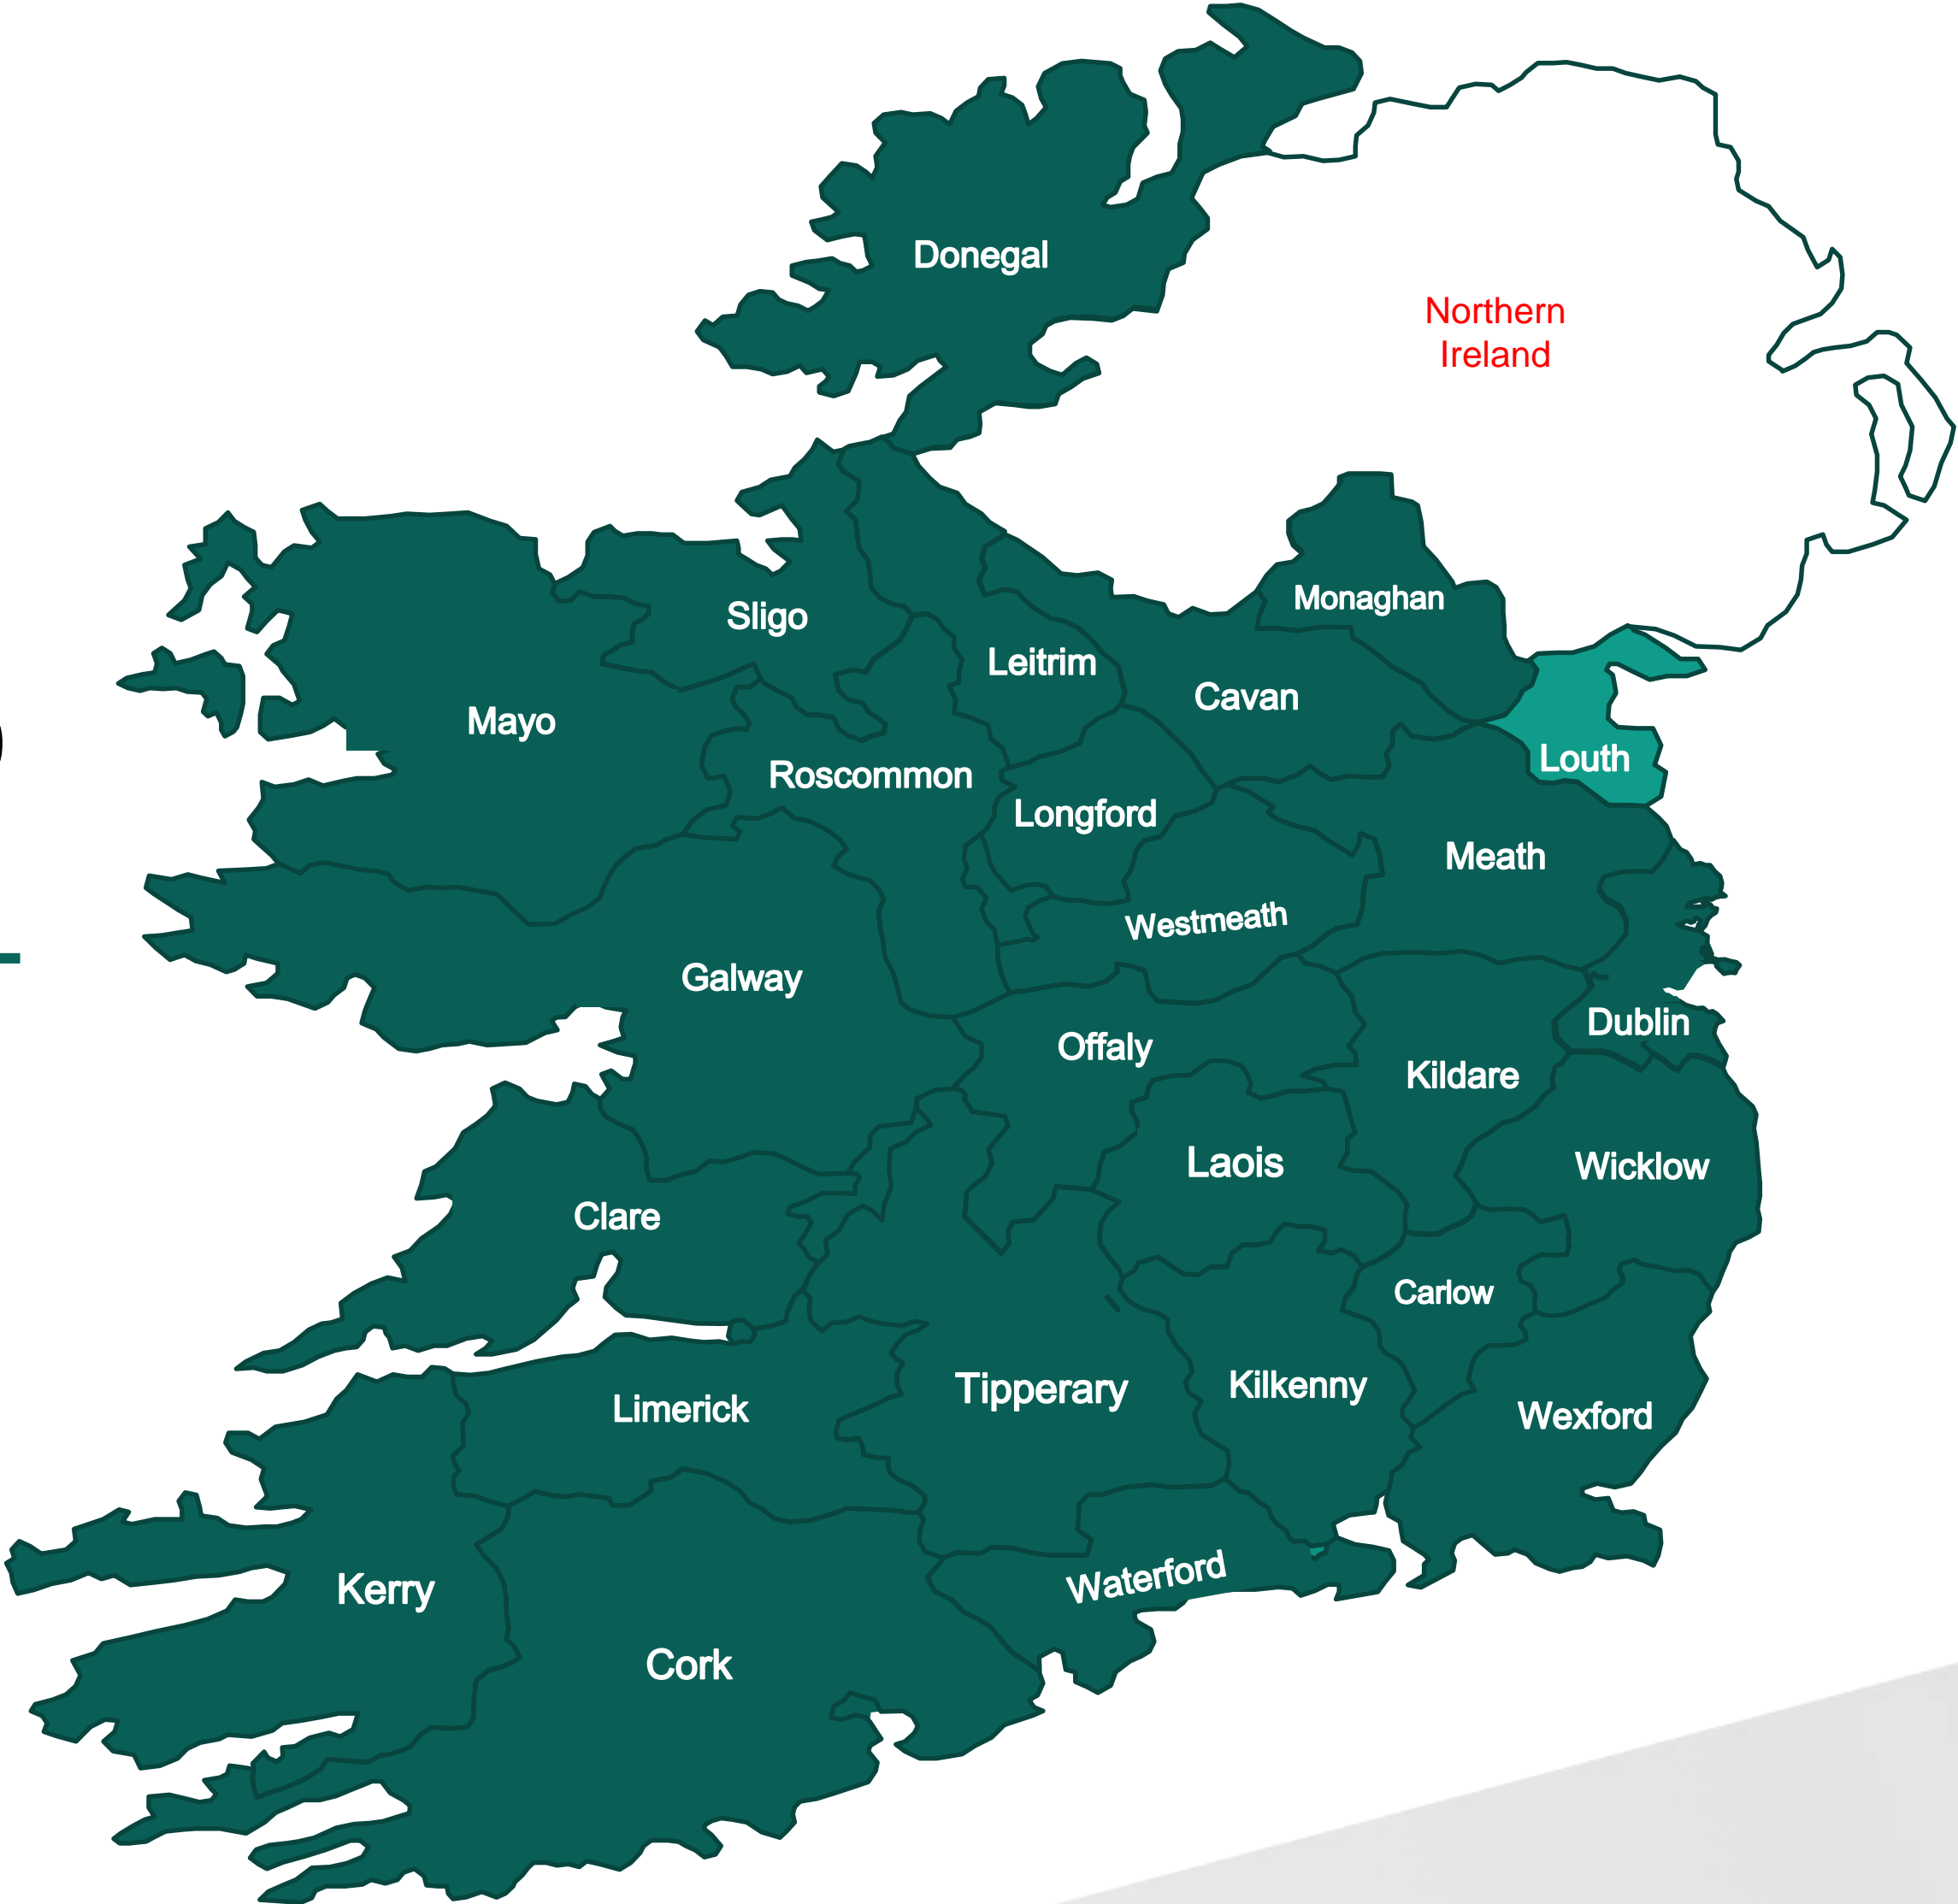 Donegal
Northern
Ireland
Monaghan
Sligo
Leitrim
Cavan
Mayo
Louth
Roscommon
Longford
Meath
Westmeath
Galway
Dublin
Offaly
Kildare
Laois
Wicklow
Clare
Carlow
Tipperary
Kilkenny
Limerick
Wexford
Waterford
Kerry
Cork